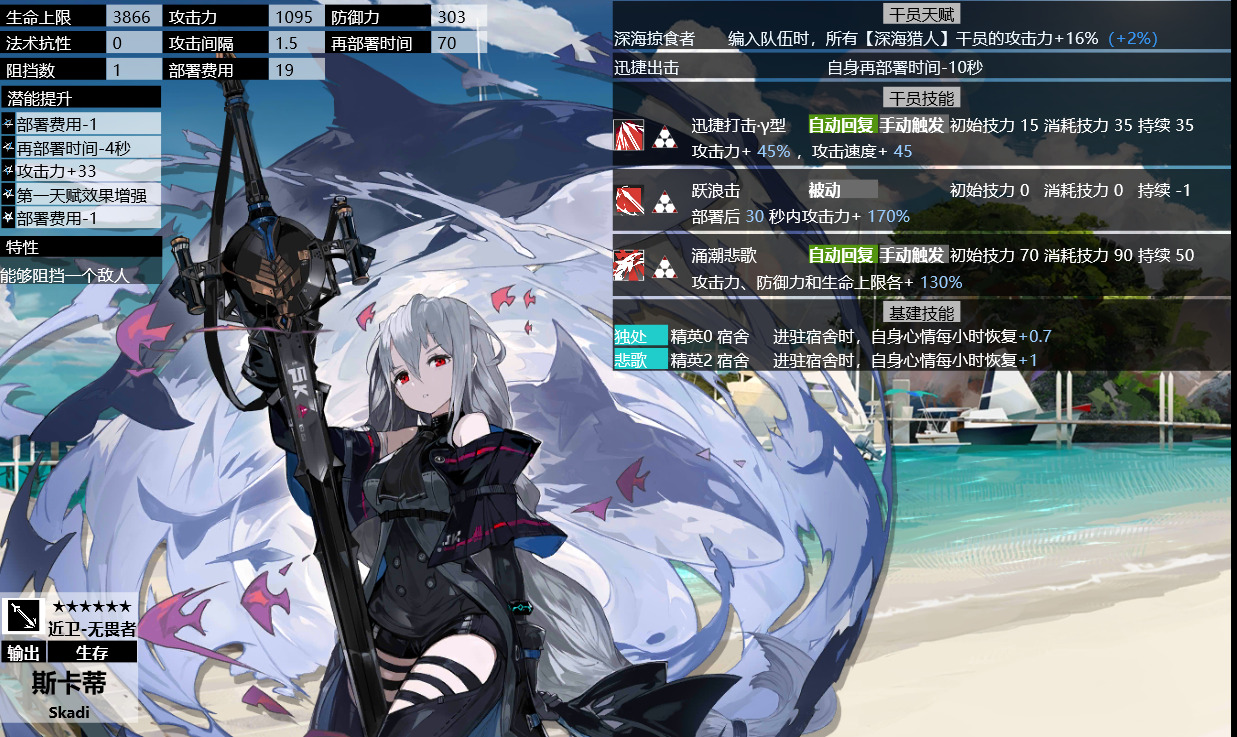 生命上限 3866 攻击力 1095 防御力 303
法术抗性 0 攻击间隔 1.5 再部署时间 70
阻挡数 1 部署费用 19
潜能提升
部署费用-1
再部署时间-4秒
攻击力+33
第一天赋效果增强
部署费用-1
特性
能够阻挡一个敌人
★★★★★★
近卫-无畏者
输出 生存
斯卡蒂
Skadi
干员天赋
深海掠食者 编入队伍时，所有【深海猎人】干员的攻击力+16%（+2%）
迅捷出击 自身再部署时间-10秒
干员技能
迅捷打击·γ型 自动回复 手动触发 初始技力 15 消耗技力 35 持续 35
攻击力+ 45% ，攻击速度+ 45
跃浪击 被动 初始技力 0 消耗技力 0 持续 -1
部署后 30 秒内攻击力+ 170%
涌潮悲歌 自动回复 手动触发 初始技力 70 消耗技力 90 持续 50
攻击力、防御力和生命上限各+ 130%
基建技能
独处 精英0 宿舍 进驻宿舍时，自身心情每小时恢复+0.7
悲歌 精英2 宿舍 进驻宿舍时，自身心情每小时恢复+1